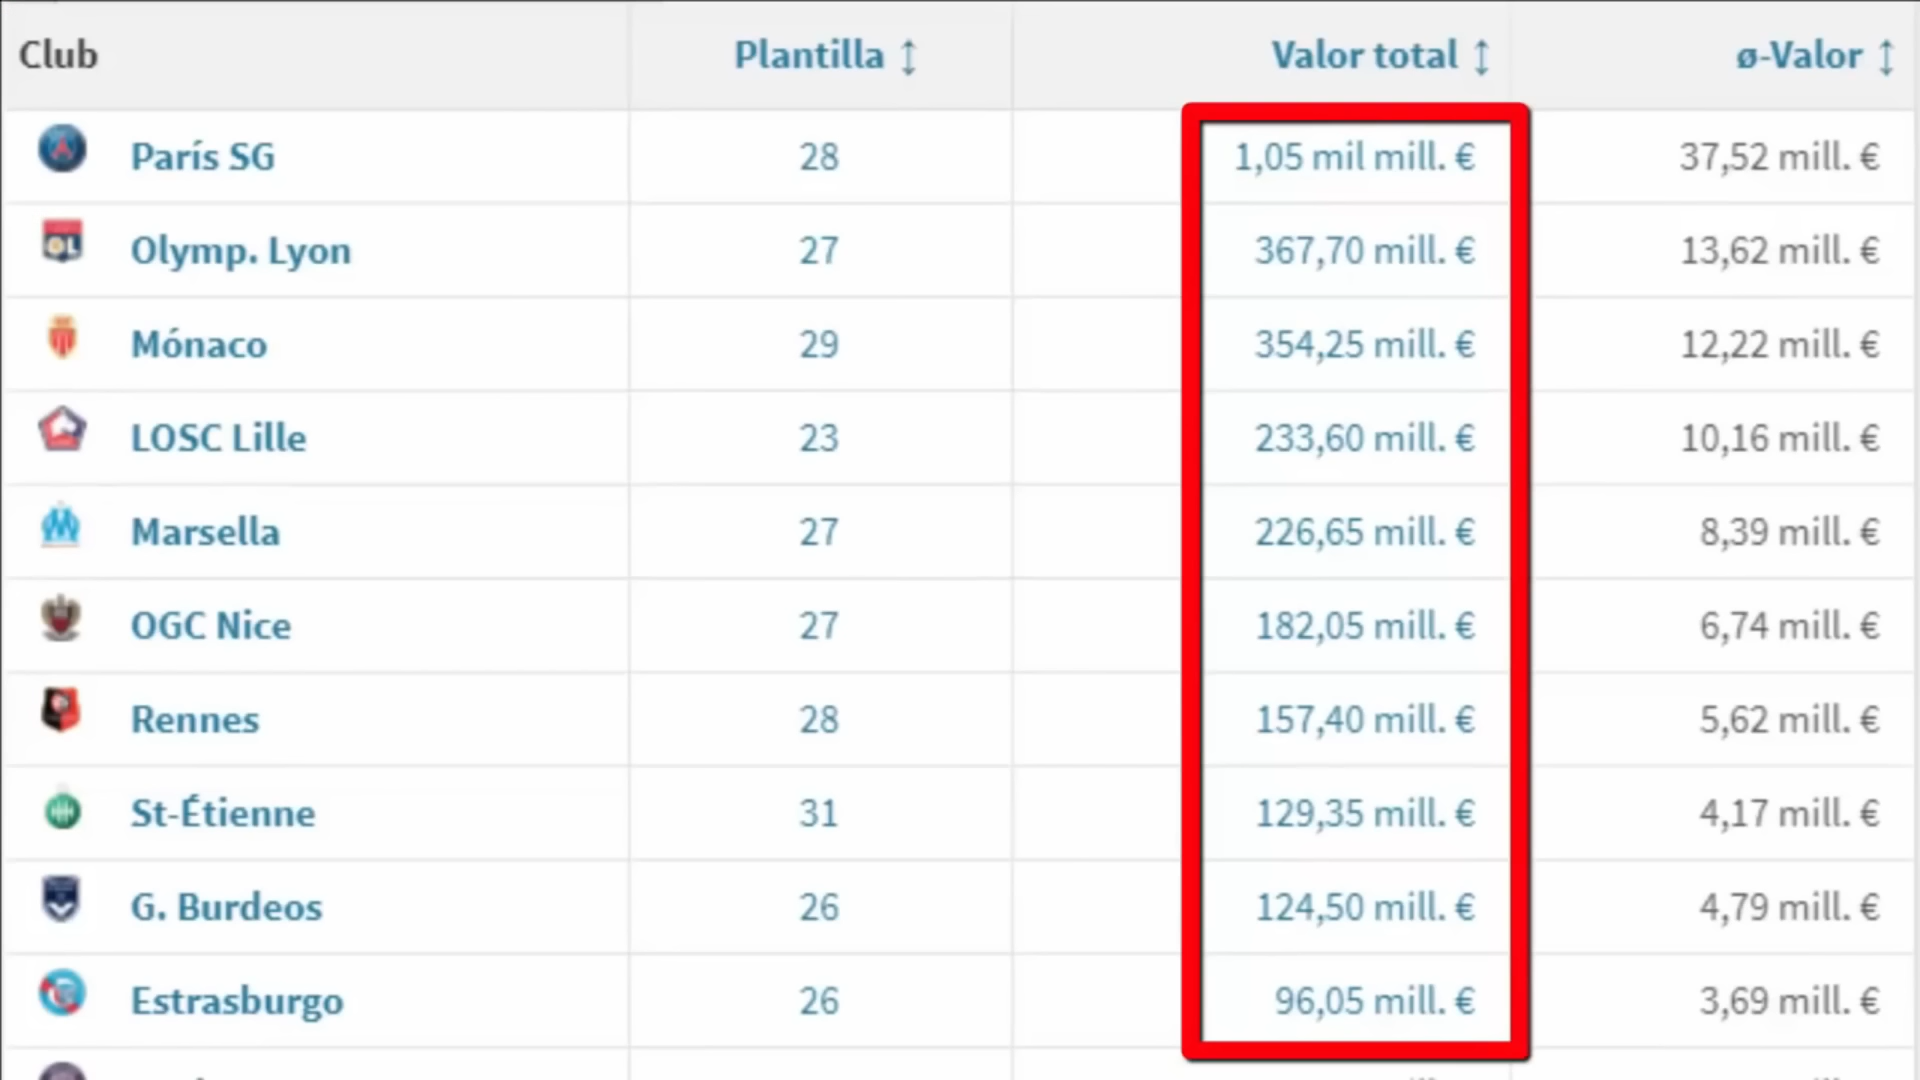 Club Plantilla ↕ Valor total ↕ ø-Valor ↕
París SG 28 1,05 mil mill. € 37,52 mill. €
Olymp. Lyon 27 367,70 mill. € 13,62 mill. €
Mónaco 29 354,25 mill. € 12,22 mill. €
LOSC Lille 23 233,60 mill. € 10,16 mill. €
Marsella 27 226,65 mill. € 8,39 mill. €
OGC Nice 27 182,05 mill. € 6,74 mill. €
Rennes 28 157,40 mill. € 5,62 mill. €
St-Étienne 31 129,35 mill. € 4,17 mill. €
G. Burdeos 26 124,50 mill. € 4,79 mill. €
Estrasburgo 26 96,05 mill. € 3,69 mill. €